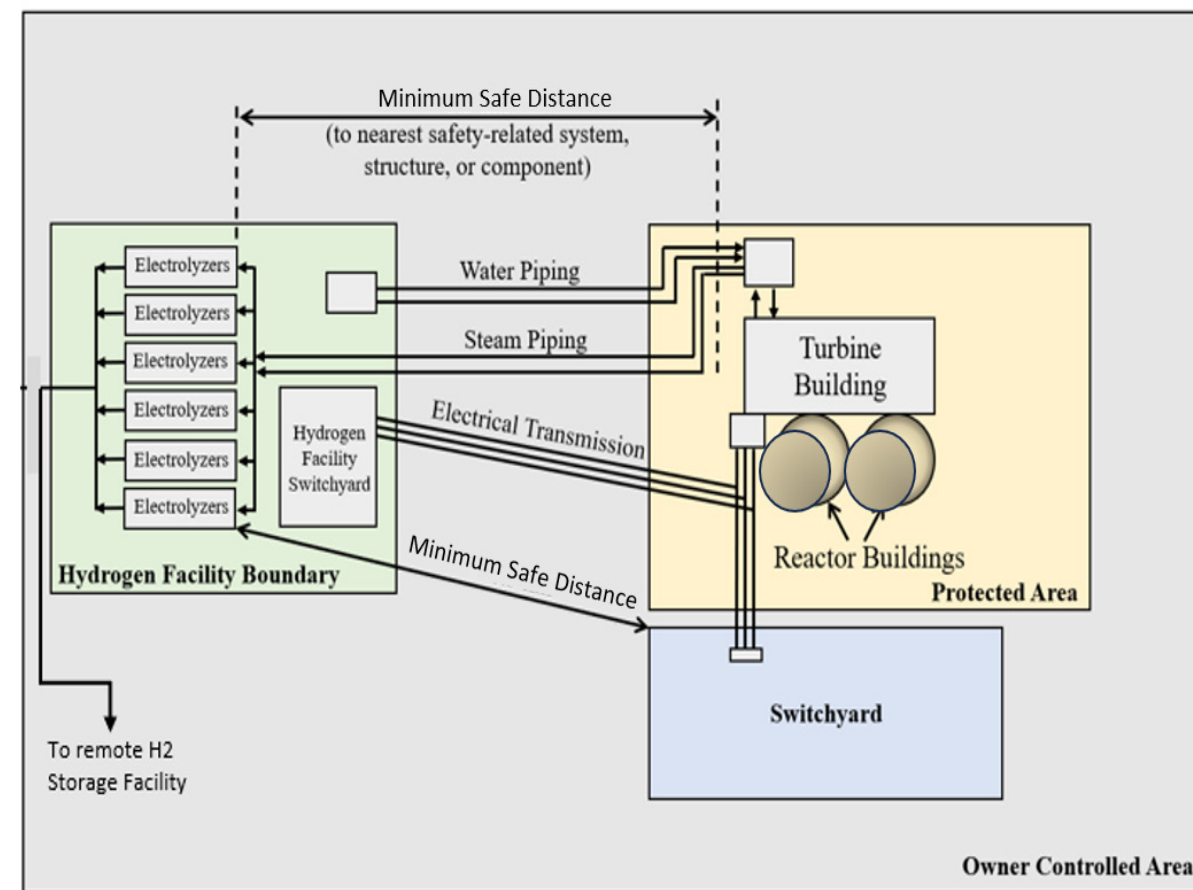 Minimum Safe Distance
(to nearest safety-related system,
structure, or component)
Electrolyzers
Electrolyzers
Electrolyzers
Electrolyzers
Electrolyzers
Electrolyzers
Hydrogen
Facility
Switchyard
Hydrogen Facility Boundary
Water Piping
Steam Piping
Electrical Transmission
Minimum Safe Distance
Turbine
Building
Reactor Buildings
Protected Area
Switchyard
To remote H2
Storage Facility
Owner Controlled Area